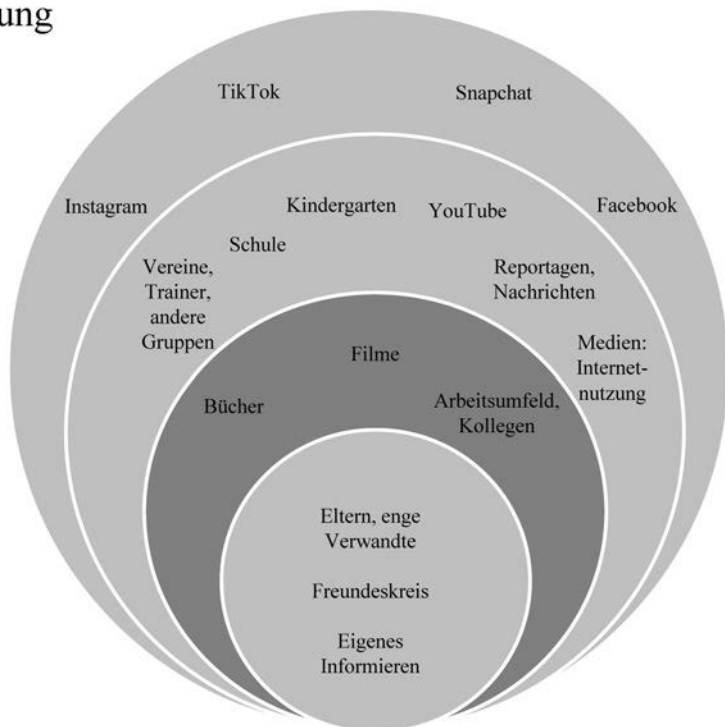 ung
TikTok
Snapchat
Instagram
Kindergarten
YouTube
Facebook
Schule
Vereine,
Trainer,
andere
Gruppen
Reportagen,
Nachrichten
Medien:
Internet-
nutzung
Filme
Bücher
Arbeitsumfeld,
Kollegen
Eltern, enge
Verwandte
Freundeskreis
Eigenes
Informieren